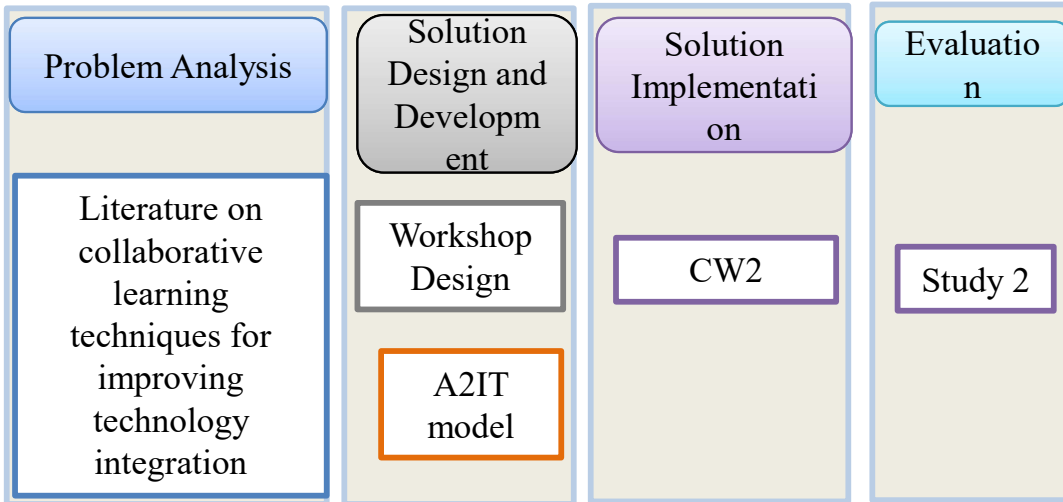 Problem Analysis
Literature on
collaborative
learning
techniques for
improving
technology
integration
Solution
Design and
Developm
ent
Workshop
Design
A2IT
model
Solution
Implementati
on
CW2
Evaluatio
n
Study 2